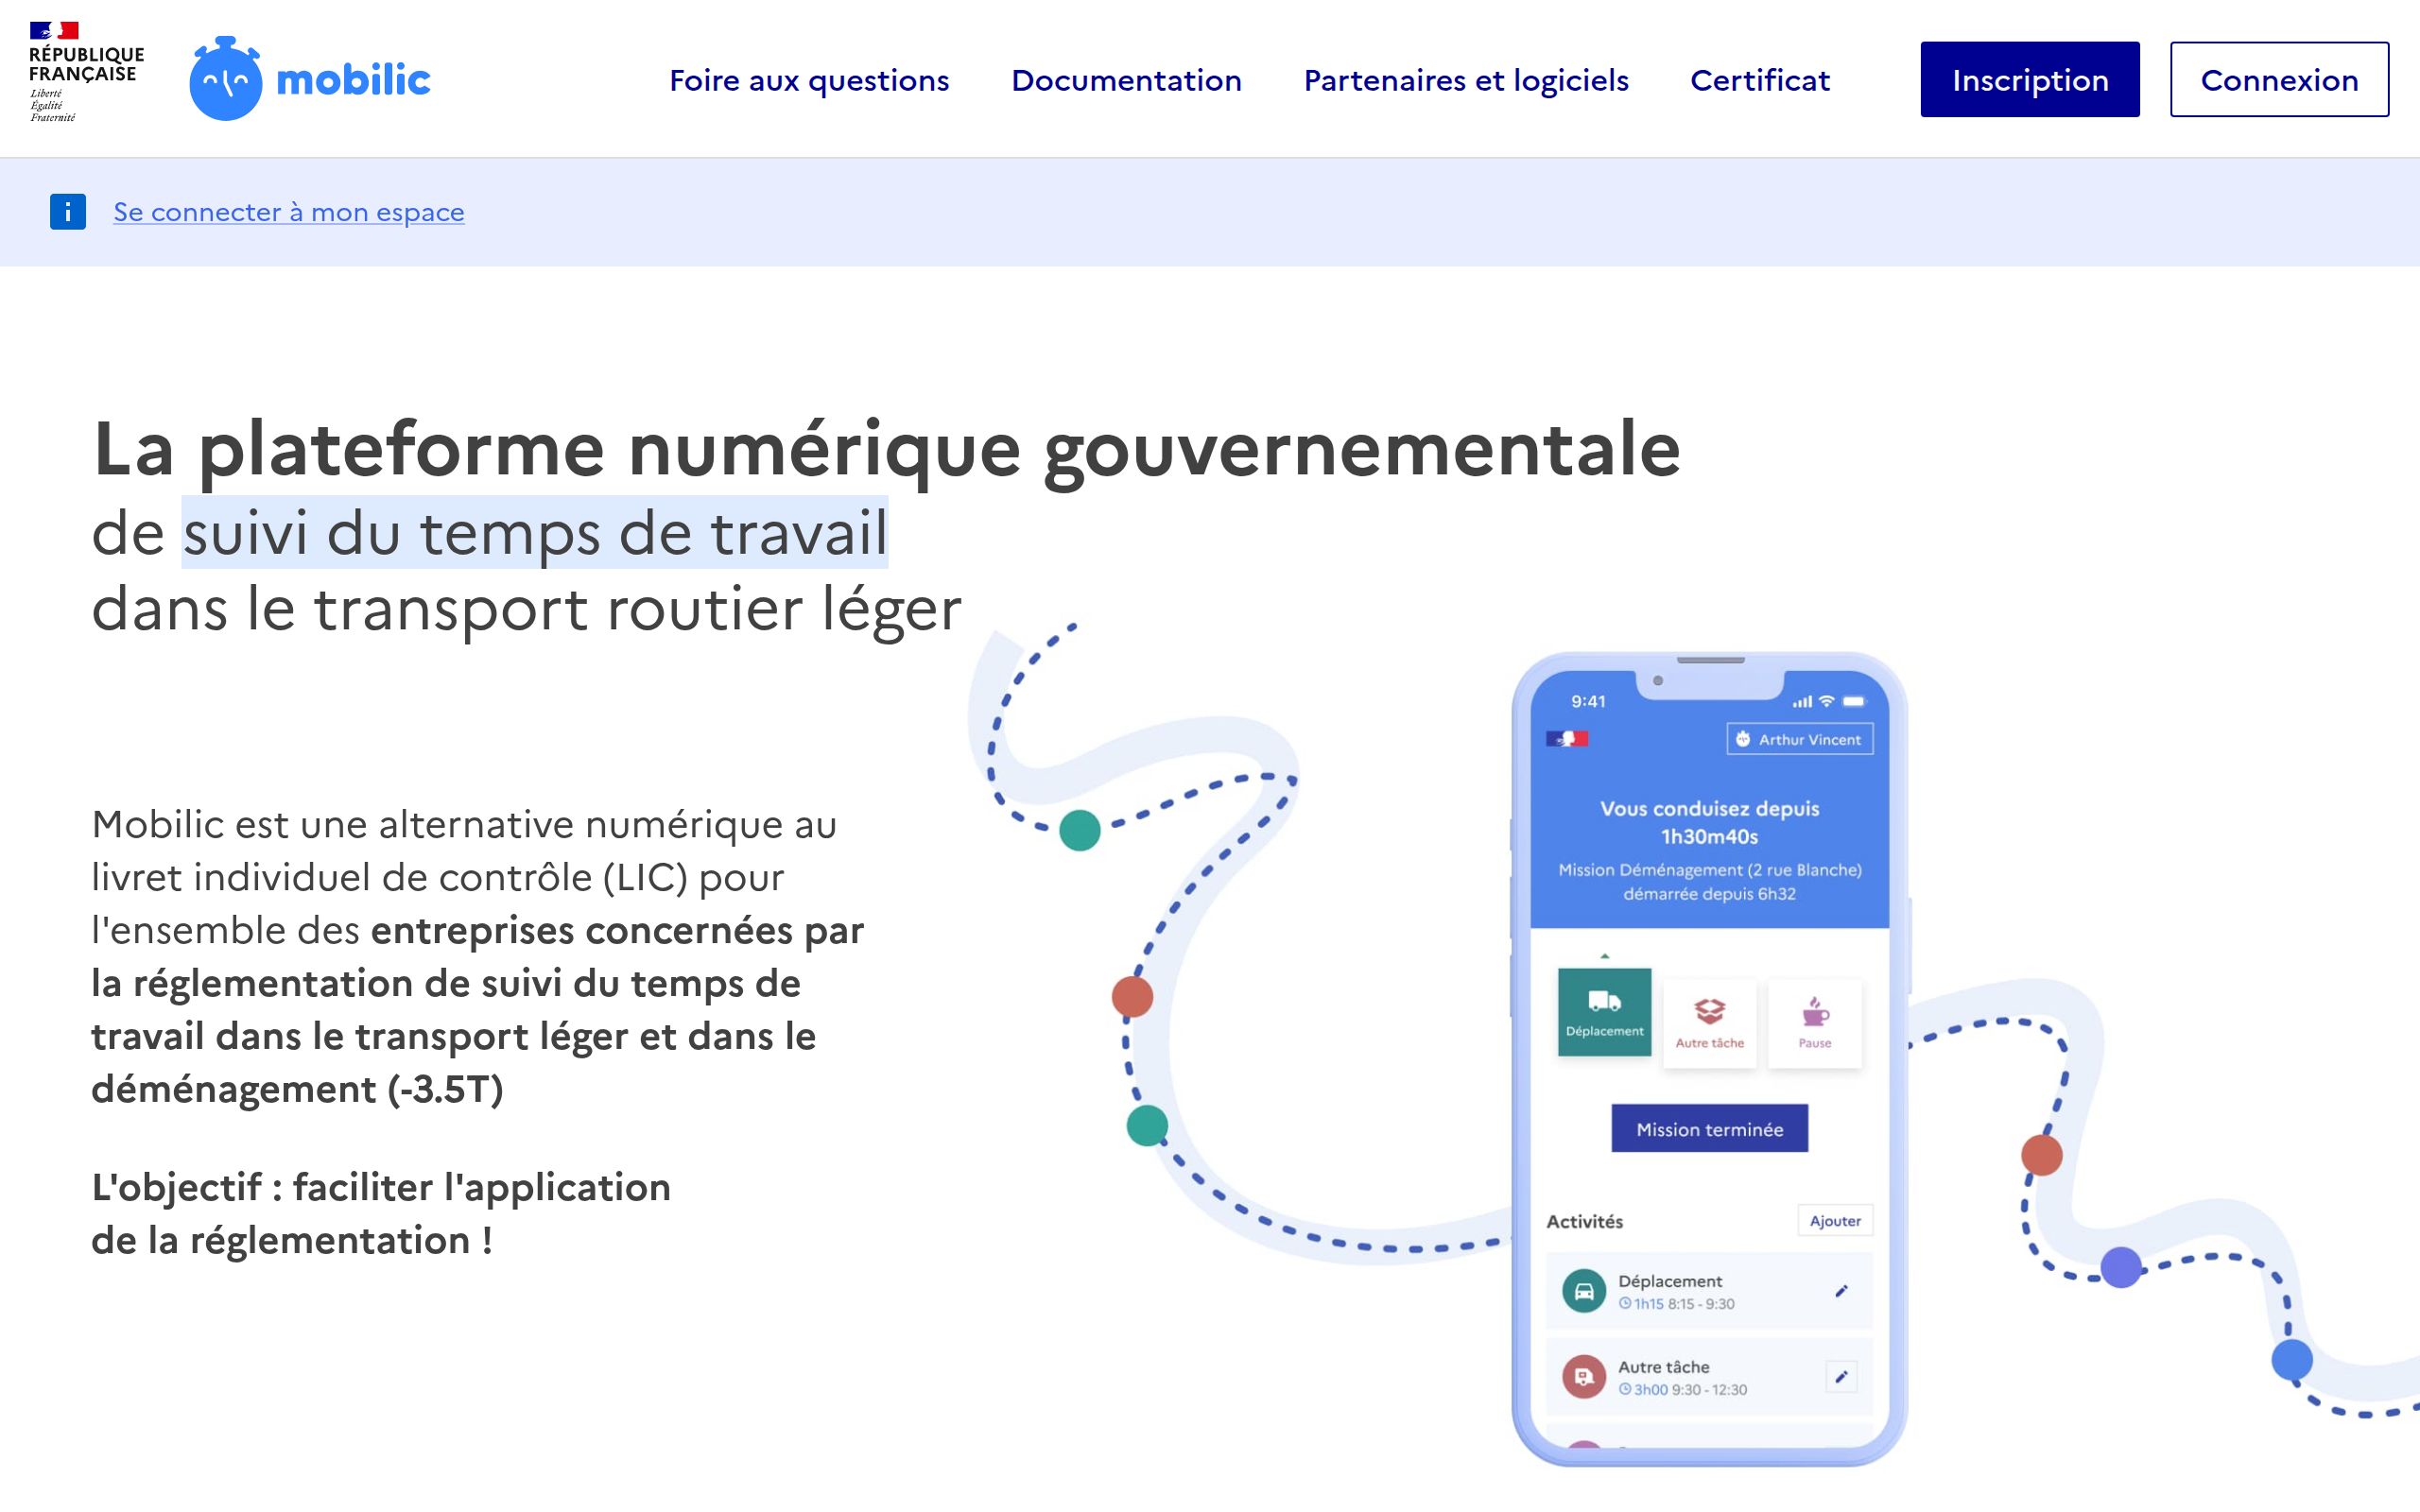 RÉPUBLIQUE
FRANÇAISE
Liberté
Égalité
Fraternité
mobilic
Foire aux questions
Documentation
Partenaires et logiciels
Certificat
Inscription
Connexion
i
Se connecter à mon espace
La plateforme numérique gouvernementale
de suivi du temps de travail
dans le transport routier léger
Mobilic est une alternative numérique au
livret individuel de contrôle (LIC) pour
l'ensemble des entreprises concernées par
la réglementation de suivi du temps de
travail dans le transport léger et dans le
déménagement (-3.5T)
L'objectif : faciliter l'application
de la réglementation !
9:41
Arthur Vincent
Vous conduisez depuis
1h30m40s
Mission Déménagement (2 rue Blanche)
démarrée depuis 6h32
Déplacement
Autre tâche
Pause
Mission terminée
Activités
Ajouter
Déplacement
1h15 8:15 - 9:30
Autre tâche
3h00 9:30 - 12:30